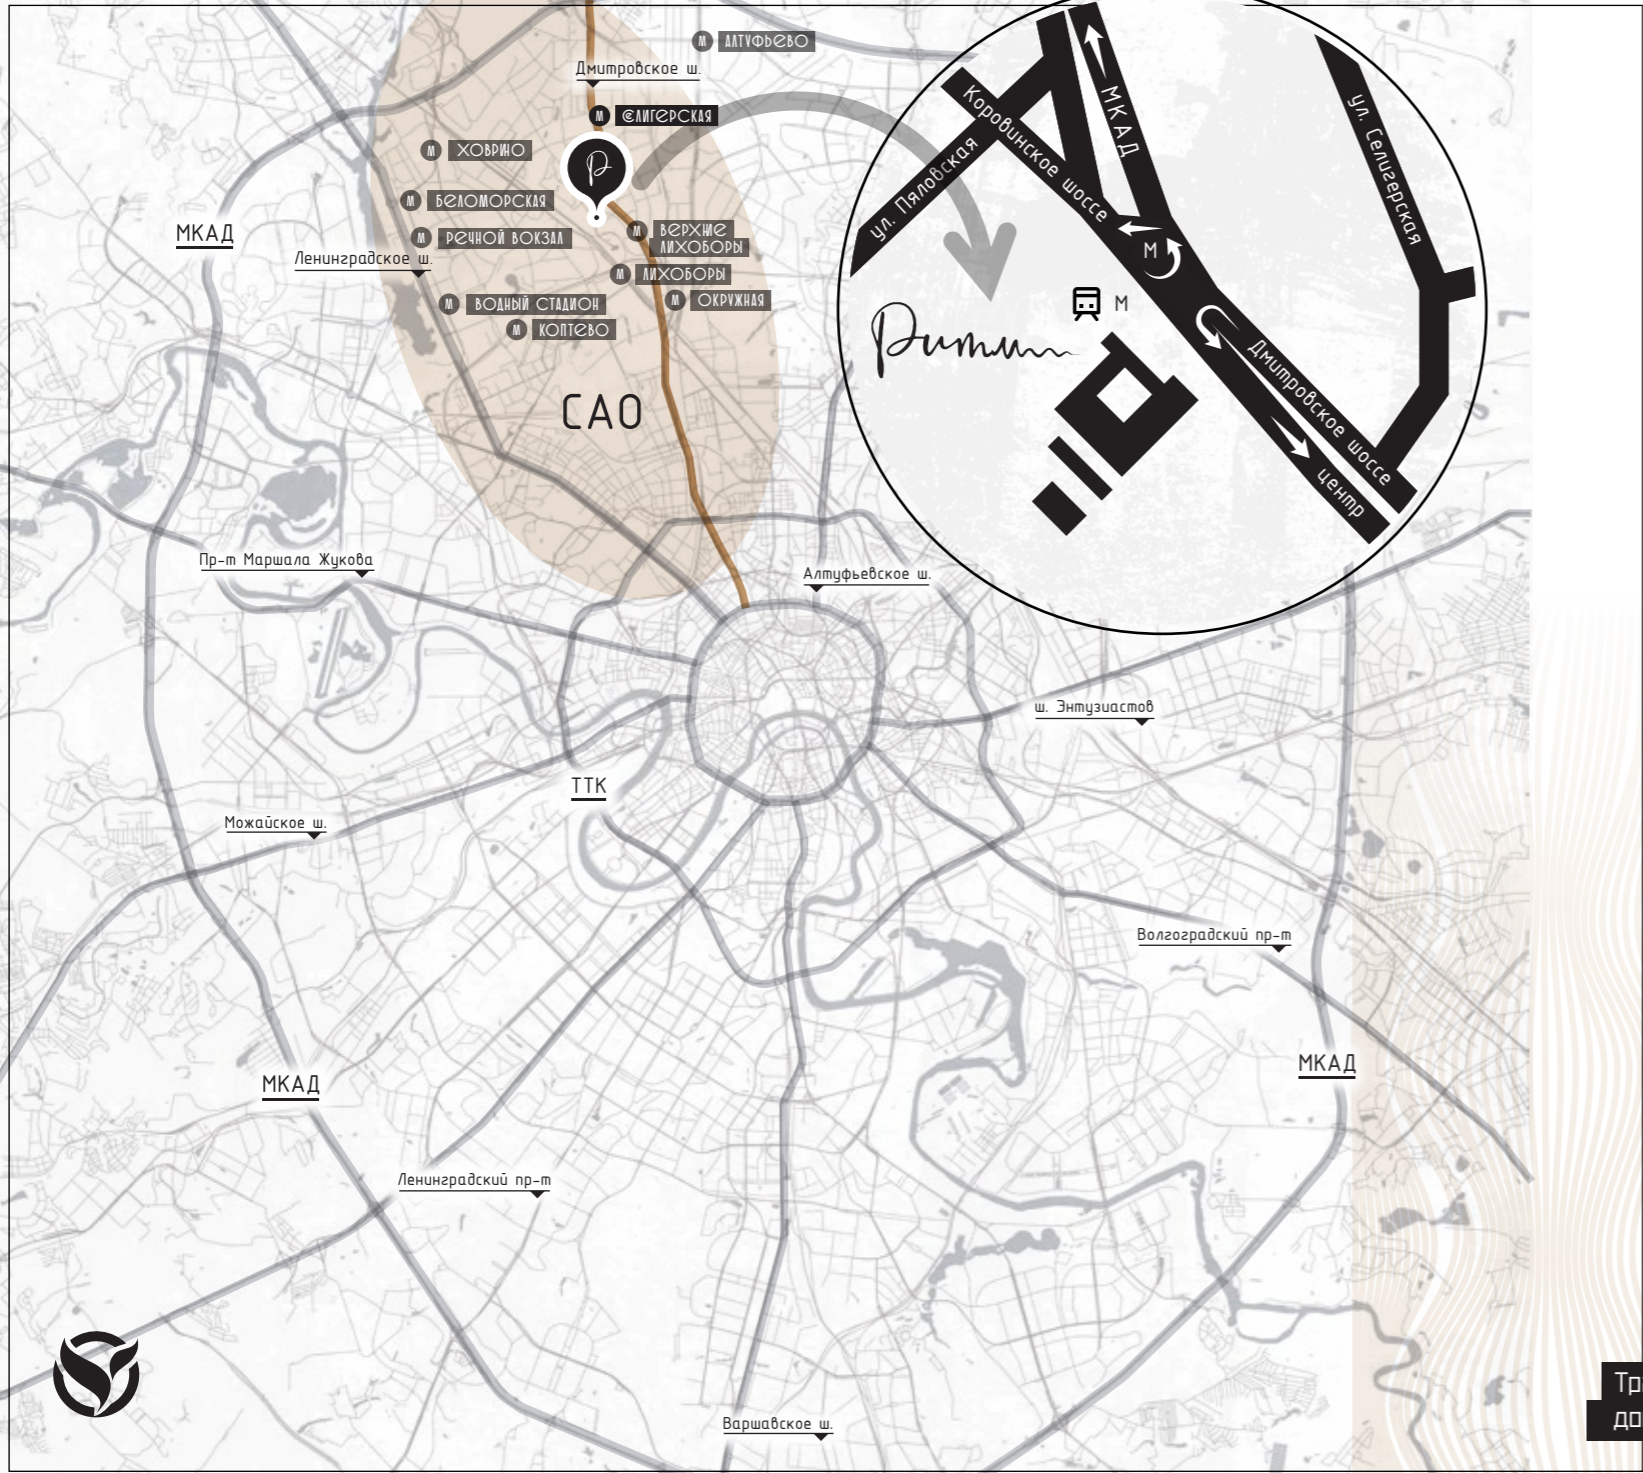 АЛТУФЬЕВО
Дмитровское ш.
СЕЛИГЕРСКАЯ
ХОВРИНО
БЕЛОМОРСКАЯ
МКАД
РЕЧНОЙ ВОКЗАЛ
Ленинградское ш.
ВЕРХНИЕ
ЛИХОБОРЫ
ЛИХОБОРЫ
ВОДНЫЙ СТАДИОН
ОКРУЖНАЯ
КОПТЕВО
САО
Коровинское шоссе
МКАД
ул. Селигерская
ул. Пяловская
М
М
Ритм
Дмитровское шоссе
центр
Пр-т Маршала Жукова
Алтуфьевское ш.
ш. Энтузиастов
ТТК
Можайское ш.
Волгоградский пр-т
МКАД
МКАД
Ленинградский пр-т
Варшавское ш.